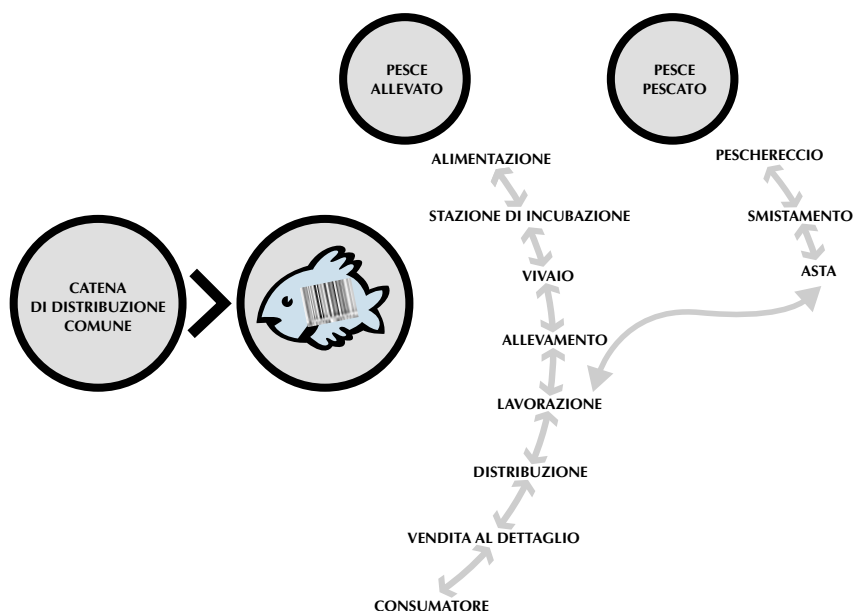 PESCE
ALLEVATO
PESCE
PESCATO
ALIMENTAZIONE
PESCHERECCIO
STAZIONE DI INCUBAZIONE
SMISTAMENTO
VIVAIO
ASTA
CATENA
DI DISTRIBUZIONE
COMUNE
ALLEVAMENTO
LAVORAZIONE
DISTRIBUZIONE
VENDITA AL DETTAGLIO
CONSUMATORE